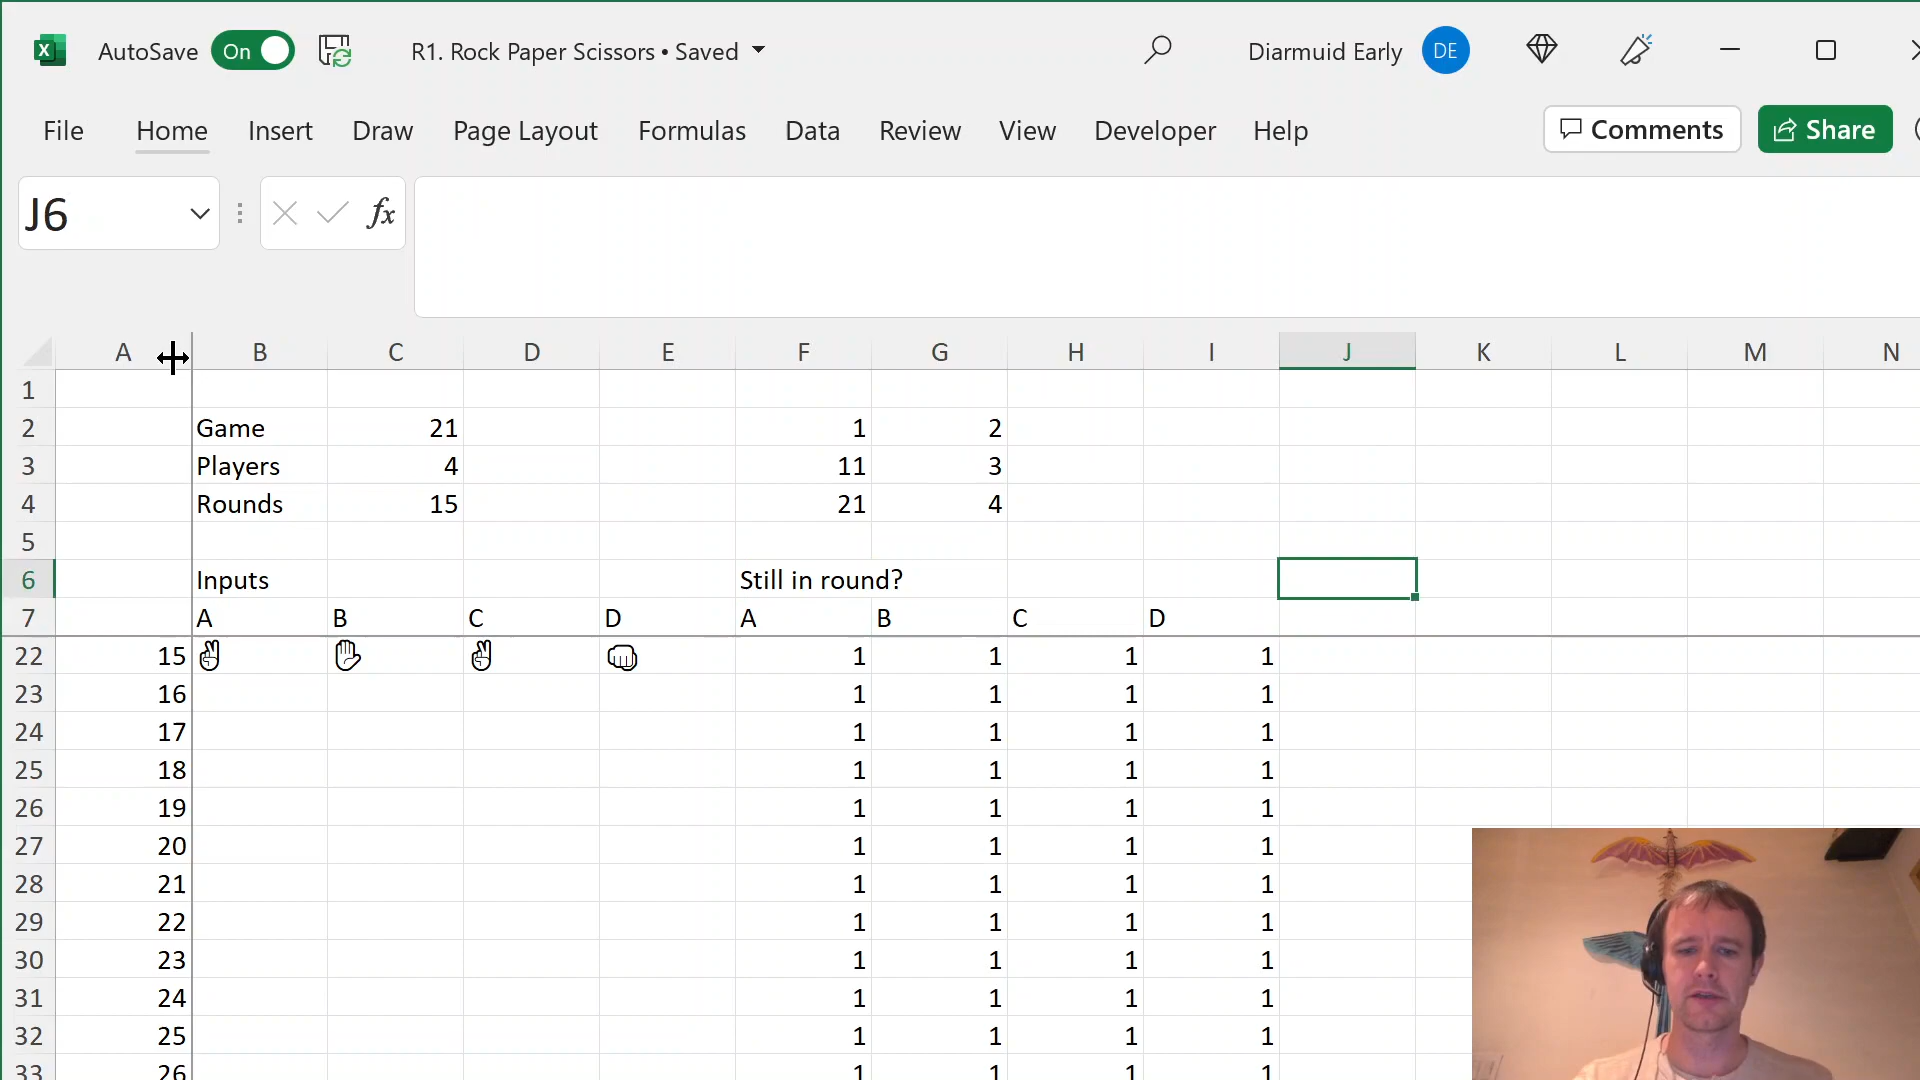 AutoSave On R1. Rock Paper Scissors • Saved Diarmuid Early DE
File Home Insert Draw Page Layout Formulas Data Review View Developer Help Comments Share
J6 fx
A B C D E F G H I J K L M N
1
2 Game 21 1 2
3 Players 4 11 3
4 Rounds 15 21 4
5
6 Inputs Still in round?
7 A B C D A B C D
22 15 ✌ ✋ ✌ 👊 1 1 1 1
23 16 1 1 1 1
24 17 1 1 1 1
25 18 1 1 1 1
26 19 1 1 1 1
27 20 1 1 1 1
28 21 1 1 1 1
29 22 1 1 1 1
30 23 1 1 1 1
31 24 1 1 1 1
32 25 1 1 1 1
33 26 1 1 1 1